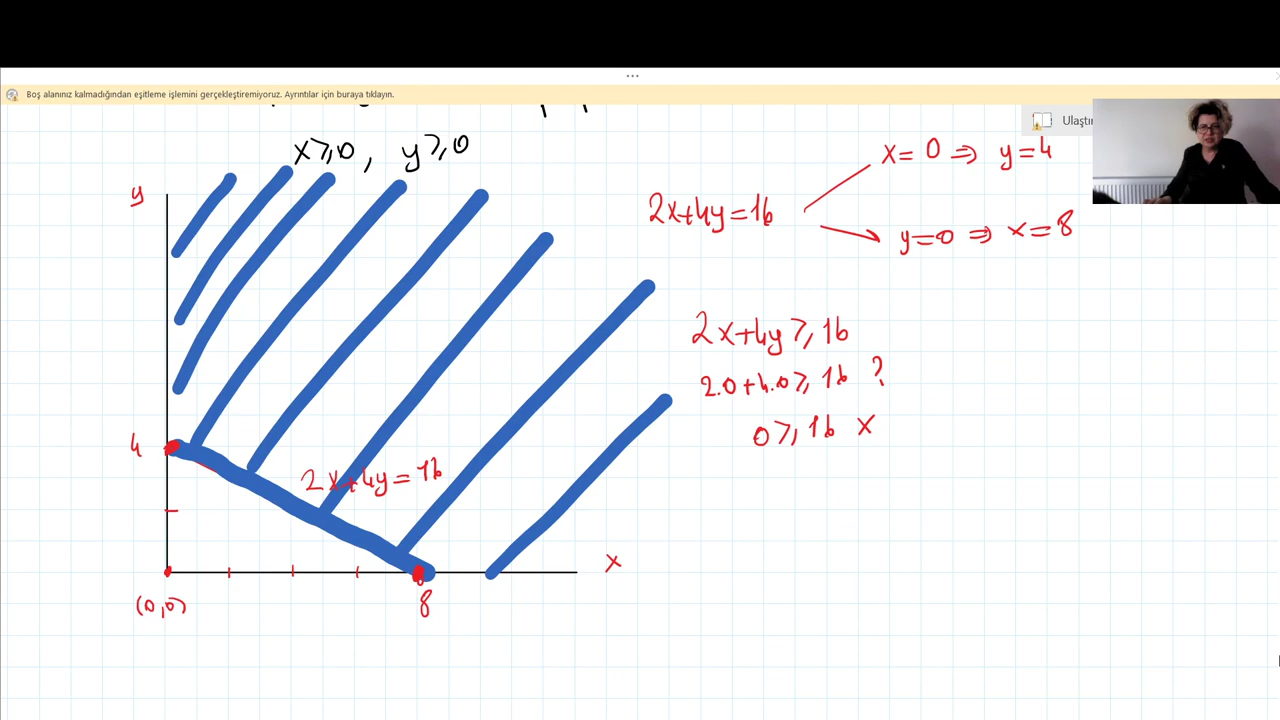 Boş alanınız kalmadığından eşitleme işlemini gerçekleştiremiyoruz. Ayrıntılar için buraya tıklayın.
Ulaştır
x≥0, y≥0
x=0 ⇒ y=4
2x+4y=16
y=0 ⇒ x=8
y
2x+4y≥16
2.0+4.0≥16 ?
0≥16 x
4
2x+4y=16
x
(0,0)
8